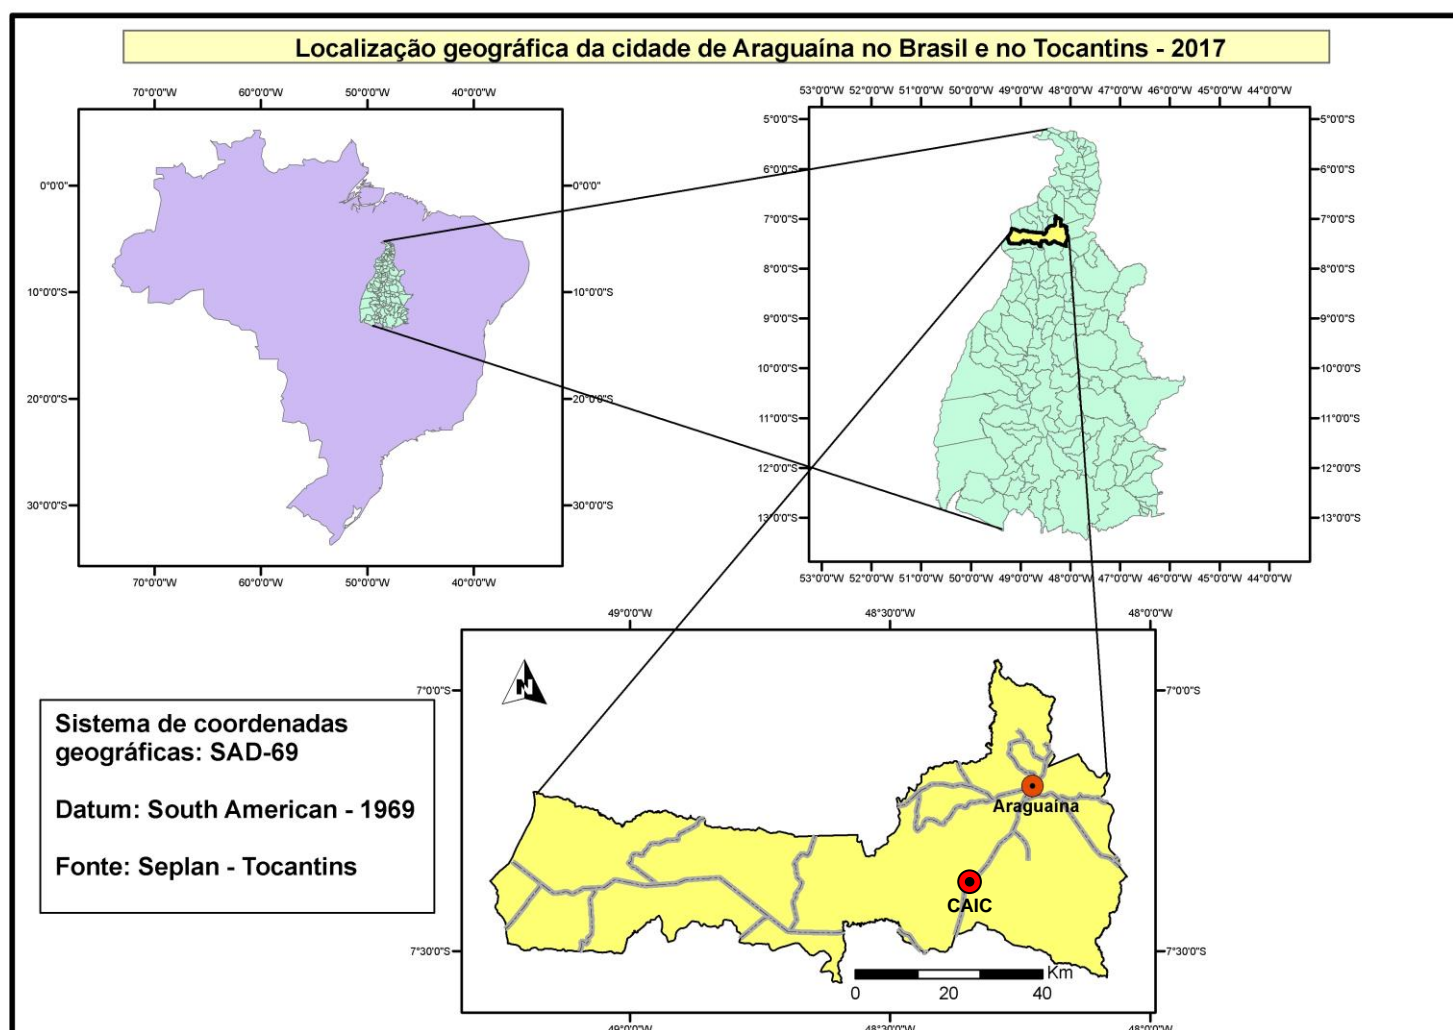 Localização geográfica da cidade de Araguaína no Brasil e no Tocantins - 2017
70°0'0"W 60°0'0"W 50°0'0"W 40°0'0"W
0°0'0" 0°0'0"
10°0'0"S 10°0'0"S
20°0'0"S 20°0'0"S
30°0'0"S 30°0'0"S
70°0'0"W 60°0'0"W 50°0'0"W 40°0'0"W
53°0'0"W 52°0'0"W 51°0'0"W 50°0'0"W 49°0'0"W 48°0'0"W 47°0'0"W 46°0'0"W 45°0'0"W 44°0'0"W
5°0'0"S 5°0'0"S
6°0'0"S 6°0'0"S
7°0'0"S 7°0'0"S
8°0'0"S 8°0'0"S
9°0'0"S 9°0'0"S
10°0'0"S 10°0'0"S
11°0'0"S 11°0'0"S
12°0'0"S 12°0'0"S
13°0'0"S 13°0'0"S
53°0'0"W 52°0'0"W 51°0'0"W 50°0'0"W 49°0'0"W 48°0'0"W 47°0'0"W 46°0'0"W 45°0'0"W 44°0'0"W
Sistema de coordenadas
geográficas: SAD-69
Datum: South American - 1969
Fonte: Seplan - Tocantins
49°0'0"W 48°30'0"W 48°0'0"W
N
7°0'0"S 7°0'0"S
Araguaína
CAIC
7°30'0"S 7°30'0"S
Km
0 20 40
49°0'0"W 48°30'0"W 48°0'0"W